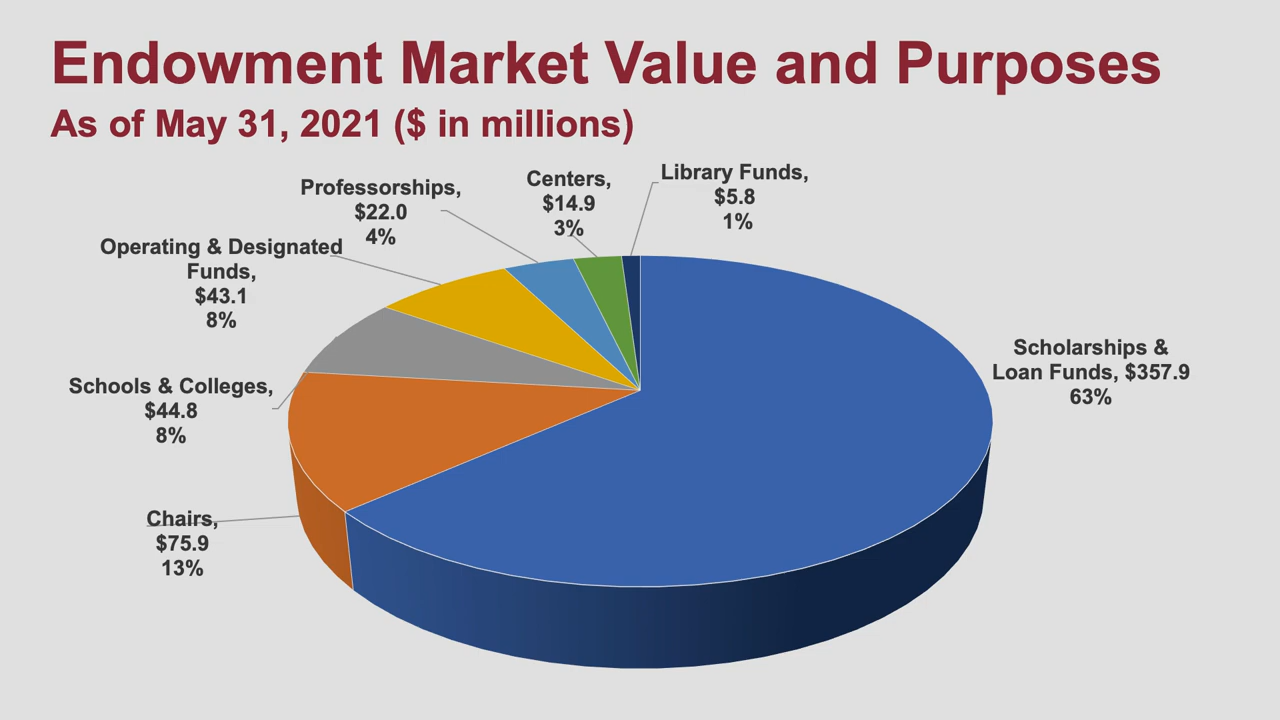 Endowment Market Value and Purposes
As of May 31, 2021 ($ in millions)
Library Funds,
$5.8
1%
Centers,
$14.9
3%
Professorships,
$22.0
4%
Operating & Designated
Funds,
$43.1
8%
Scholarships &
Loan Funds, $357.9
63%
Schools & Colleges,
$44.8
8%
Chairs,
$75.9
13%